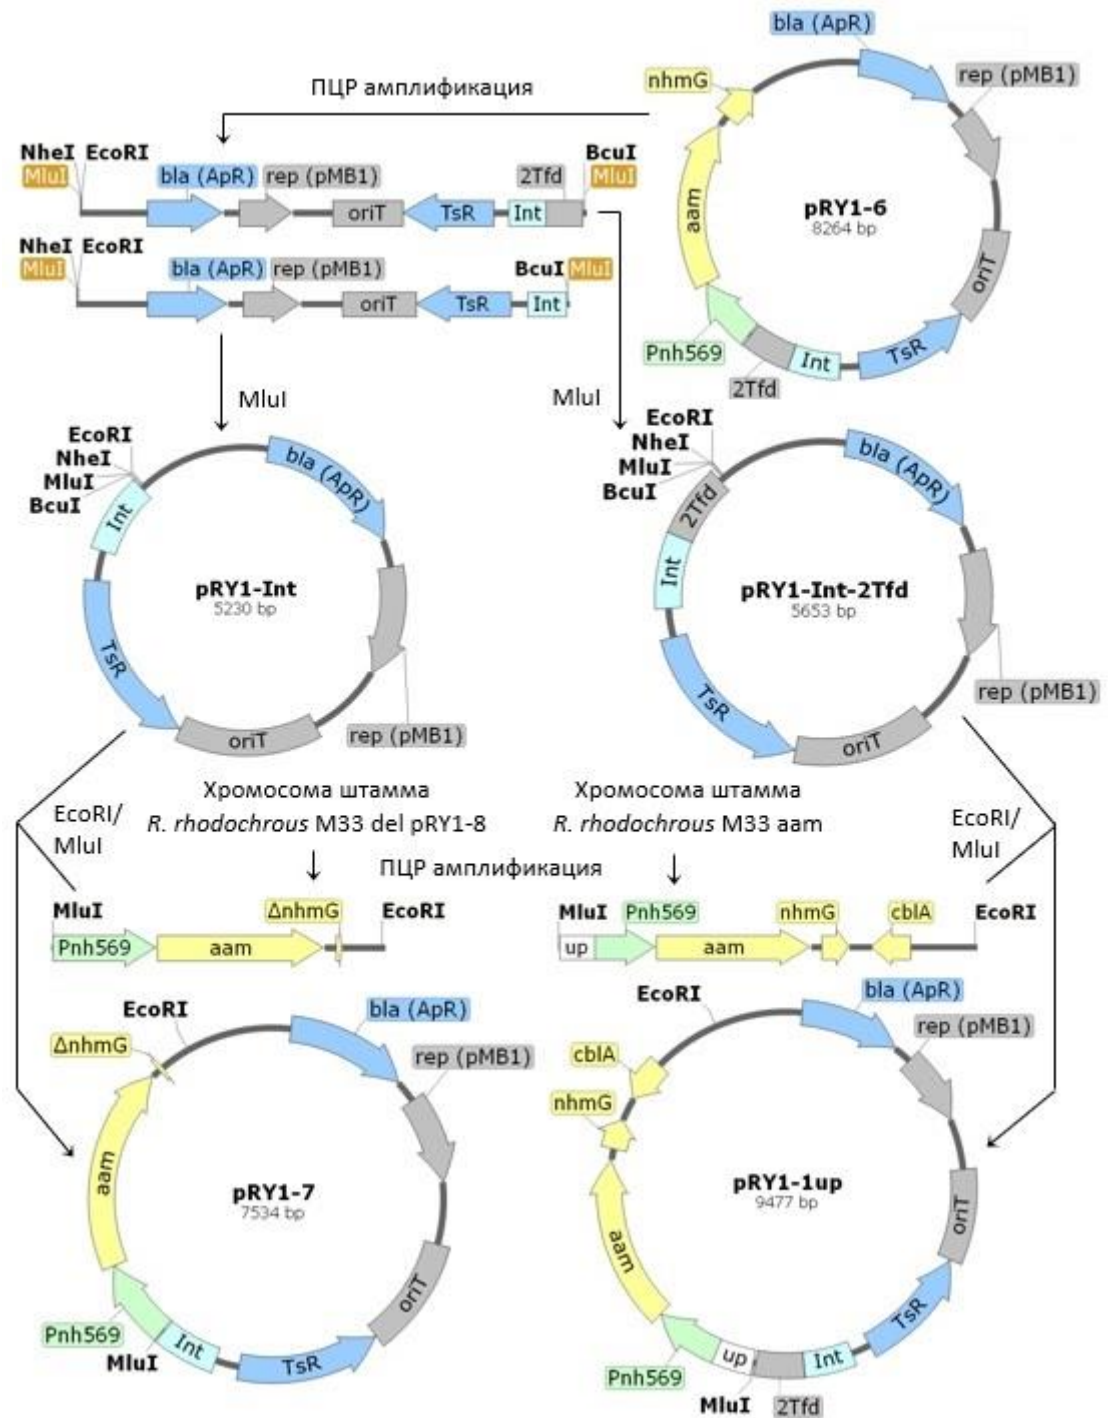 bla (ApR)
rep (pMB1)
nhmG
aam
pRY1-6
8264 bp
oriT
Pnh569
2Tfd
Int
TsR
ПЦР амплификация
NheI EcoRI
BcuI
MluI
bla (ApR)
rep (pMB1)
2Tfd
MluI
oriT
TsR
Int
NheI EcoRI
MluI
bla (ApR)
rep (pMB1)
BcuI
MluI
oriT
TsR
Int
MluI
MluI
EcoRI
NheI
MluI
BcuI
Int
bla (ApR)
pRY1-Int
5230 bp
TsR
oriT
rep (pMB1)
EcoRI
NheI
MluI
BcuI
2Tfd
bla (ApR)
Int
pRY1-Int-2Tfd
5653 bp
TsR
oriT
rep (pMB1)
EcoRI/
MluI
Хромосома штамма
R. rhodochrous M33 del pRY1-8
Хромосома штамма
R. rhodochrous M33 aam
EcoRI/
MluI
ПЦР амплификация
MluI
ΔnhmG
EcoRI
Pnh569
aam
MluI
Pnh569
nhmG
cblA
EcoRI
up
aam
EcoRI
bla (ApR)
ΔnhmG
rep (pMB1)
aam
pRY1-7
7534 bp
oriT
Pnh569
MluI
Int
TsR
EcoRI
bla (ApR)
rep (pMB1)
cblA
nhmG
aam
pRY1-1up
9477 bp
oriT
TsR
Pnh569
up
MluI
2Tfd
Int